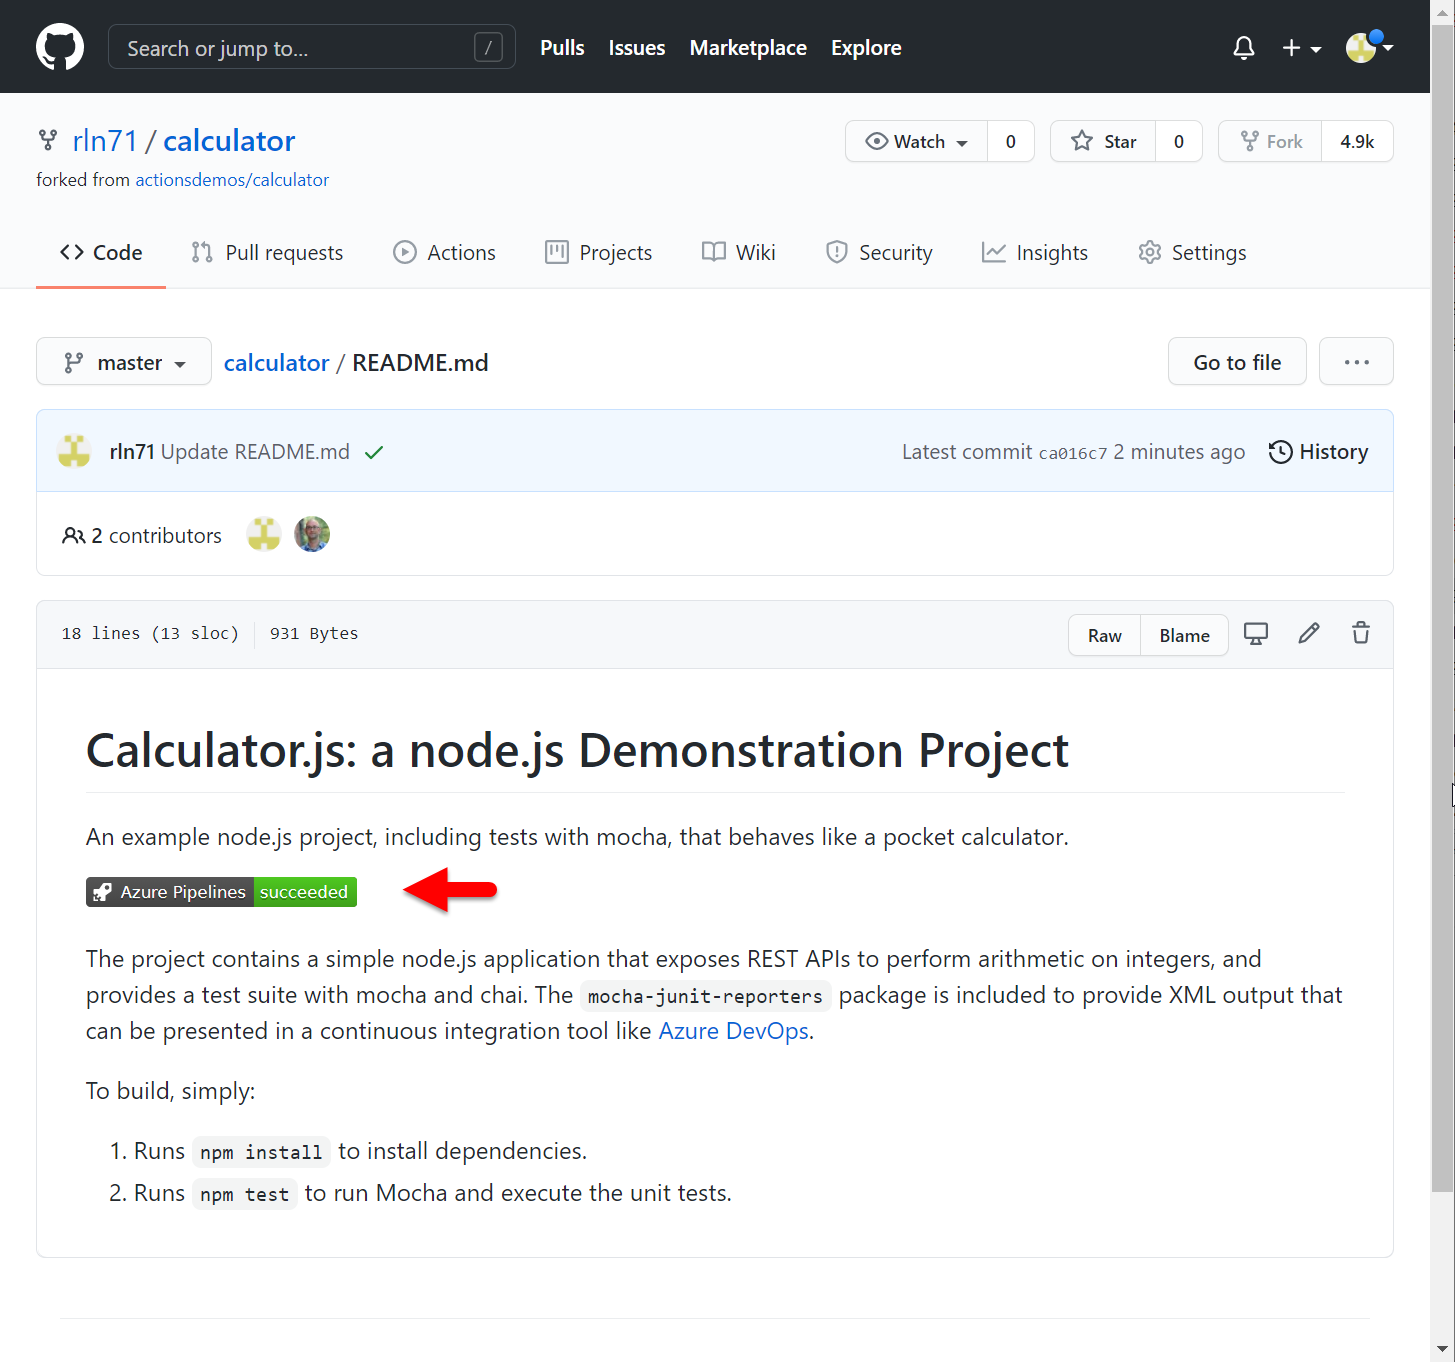 Search or jump to... / Pulls Issues Marketplace Explore
rln71 / calculator Watch 0 Star 0 Fork 4.9k
forked from actionsdemos/calculator
Code Pull requests Actions Projects Wiki Security Insights Settings
master calculator / README.md Go to file ...
rln71 Update README.md Latest commit ca016c7 2 minutes ago History
2 contributors
18 lines (13 sloc) 931 Bytes Raw Blame
Calculator.js: a node.js Demonstration Project
An example node.js project, including tests with mocha, that behaves like a pocket calculator.
Azure Pipelines succeeded
The project contains a simple node.js application that exposes REST APIs to perform arithmetic on integers, and
provides a test suite with mocha and chai. The mocha-junit-reporters package is included to provide XML output that
can be presented in a continuous integration tool like Azure DevOps.
To build, simply:
1. Runs npm install to install dependencies.
2. Runs npm test to run Mocha and execute the unit tests.